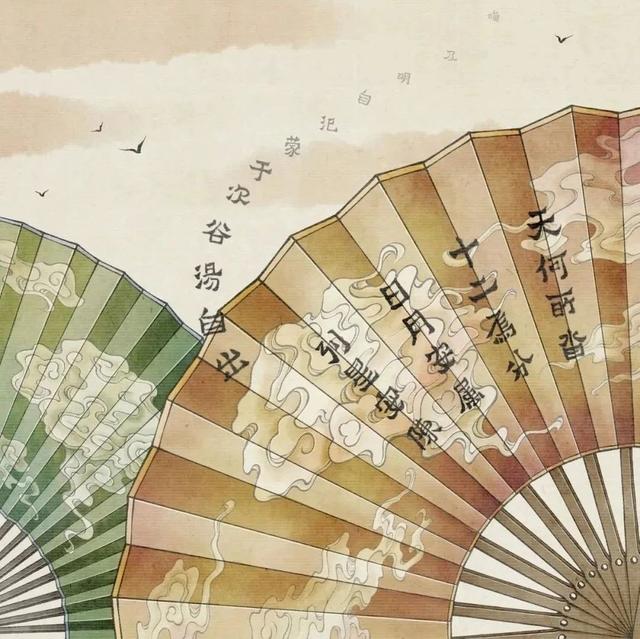 天何所沓
十二焉分
日月安屬
列星安陳
出自湯谷次于蒙汜自明及晦